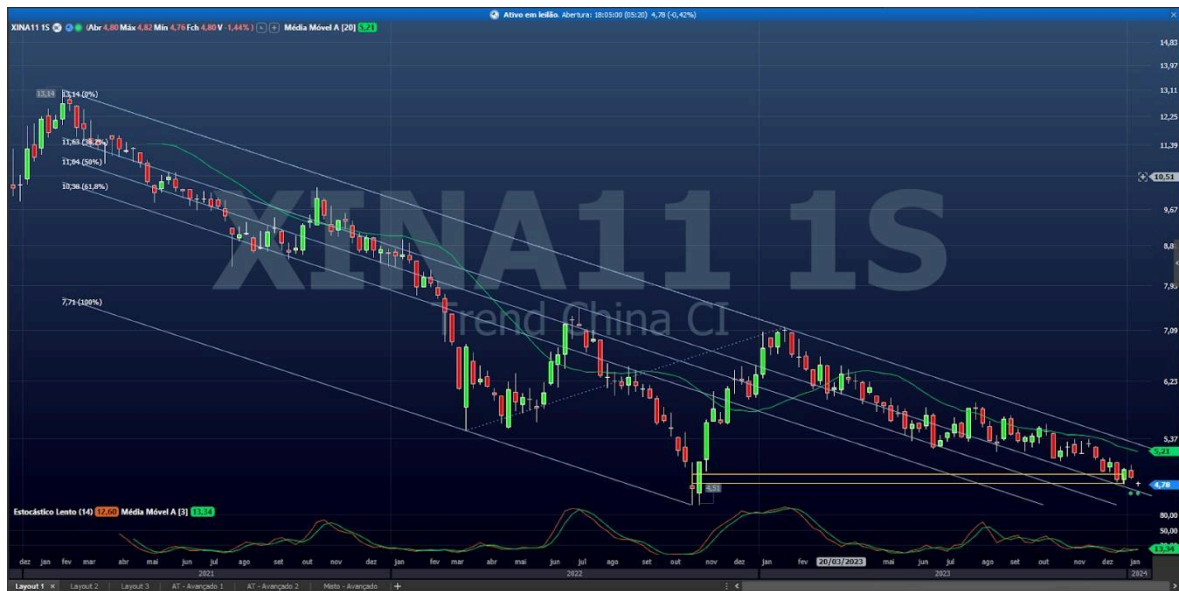 Ativo em leilão. Abertura: 18:05:00 (05:20) 4,78 (-0,42%)
XINA11 1S (Abr 4,80 Máx 4,82 Mín 4,76 Fch 4,80 V -1,44%) Média Móvel A [20] 5,21
14,83
13,97
13,14 13,14 (0%)
13,11
12,25
11,63 (38,2%)
11,39
11,04 (50%)
10,38 (61,8%)
10,51
9,67
8,8
7,95
7,71 (100%)
7,09
6,23
5,37
5,21
4,78
4,51
XINA11 1S
Trend China CI
Estocástico Lento (14) 12,60 Média Móvel A [3] 13,34
80,00
50,00
13,34
dez jan fev mar mai jun jul ago set out nov dez jan fev mar abr mai jun jul ago set out nov dez jan fev 20/03/2023 mai jun jul ago set out nov dez jan
2021 2022 2023 2024
Layout 1 × Layout 2 Layout 3 AT - Avançado 1 AT - Avançado 2 Meta - Avançado +